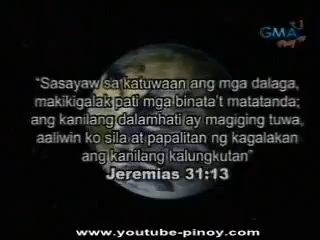 GMA
"Sasayaw sa katuwaan ang mga dalaga,
makikigalak pati mga binata't matatanda;
ang kanilang dalamhati ay magiging tuwa,
aaliwin ko sila at papalitan ng kagalakan
ang kanilang kalungkutan"
Jeremias 31:13
www.youtube-pinoy.com